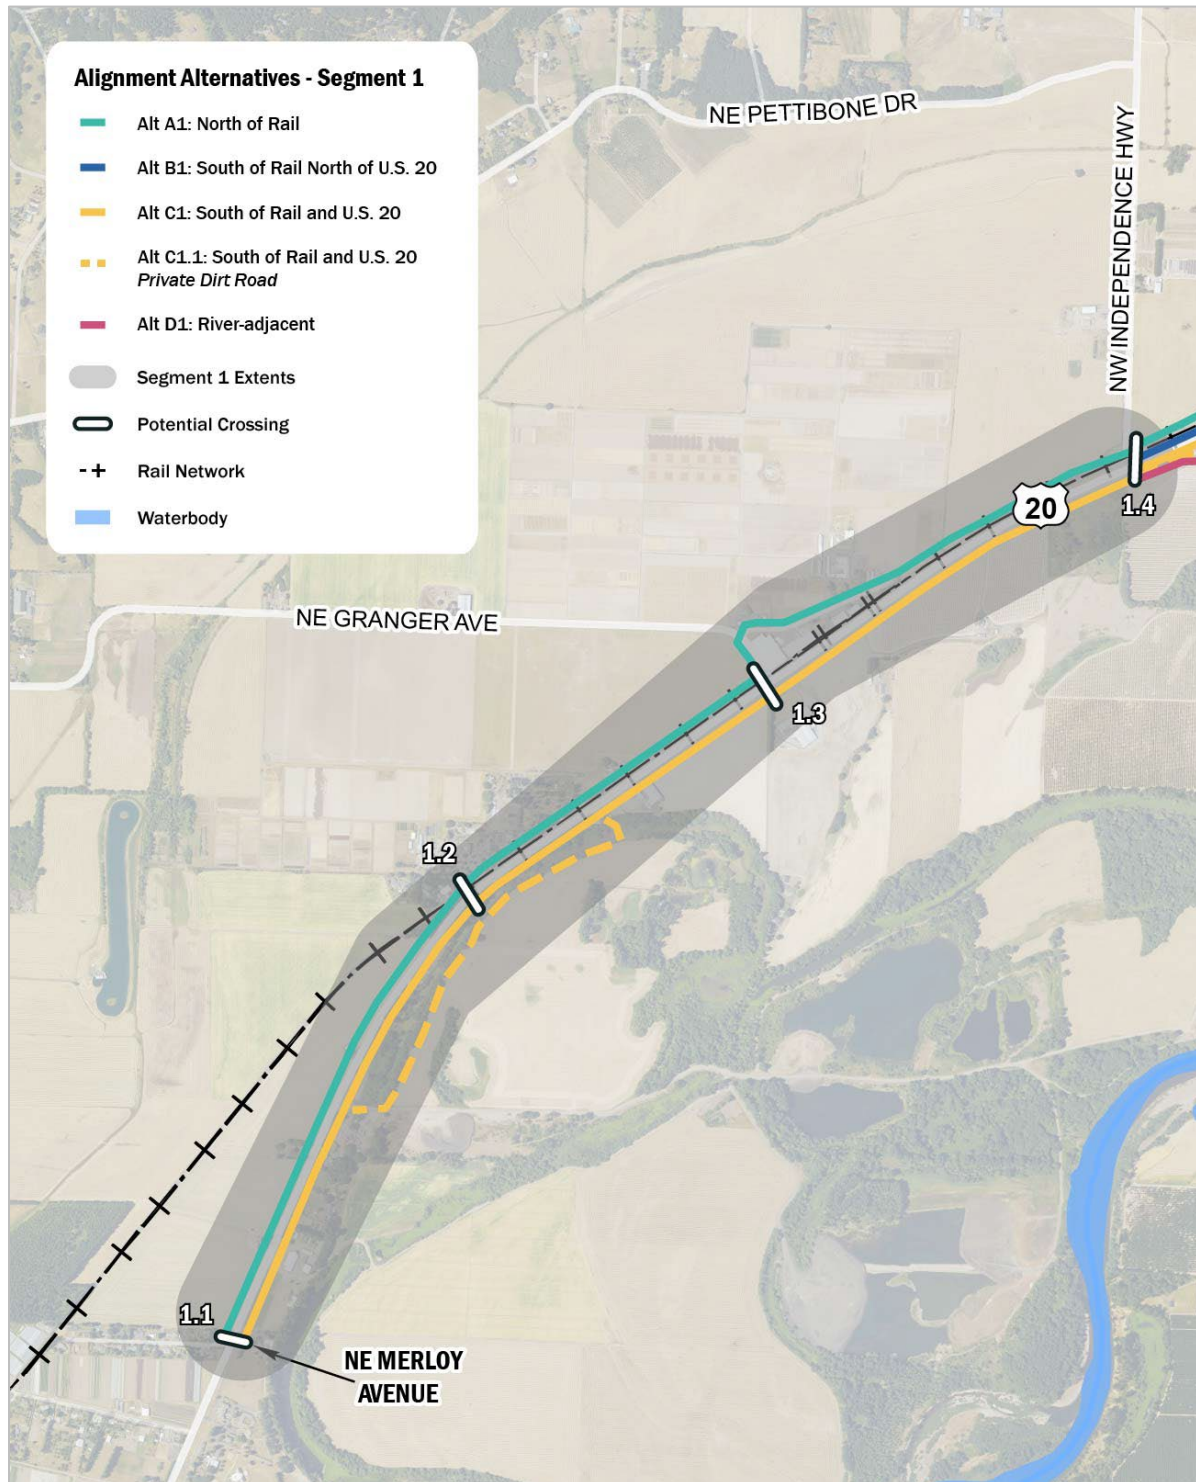 Alignment Alternatives - Segment 1
Alt A1: North of Rail
Alt B1: South of Rail North of U.S. 20
Alt C1: South of Rail and U.S. 20
Alt C1.1: South of Rail and U.S. 20
Private Dirt Road
Alt D1: River-adjacent
Segment 1 Extents
Potential Crossing
Rail Network
Waterbody
NE PETTIBONE DR
NW INDEPENDENCE HWY
20
1.4
NE GRANGER AVE
1.3
1.2
1.1
NE MERLOY
AVENUE